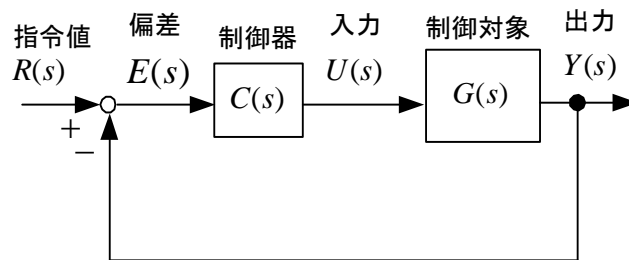 指令値
R(s)
偏差
E(s)
制御器
C(s)
入力
U(s)
制御対象
G(s)
出力
Y(s)
+
−